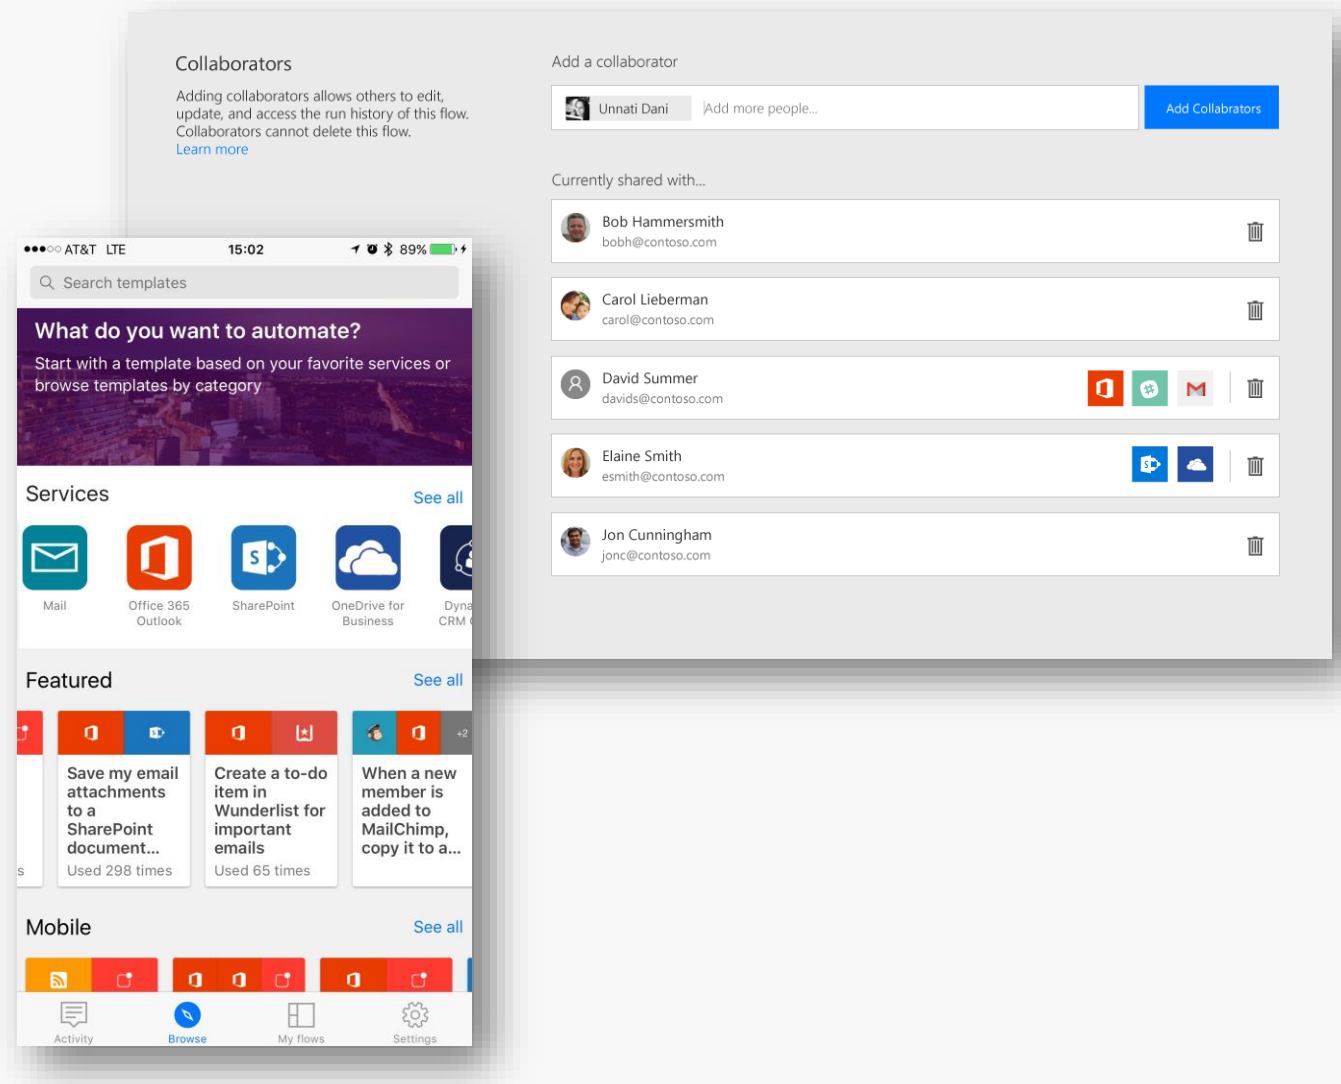 Collaborators
Adding collaborators allows others to edit,
update, and access the run history of this flow.
Collaborators cannot delete this flow.
Learn more
Add a collaborator
Unnati Dani Add more people...
Add Collabrators
Currently shared with...
Bob Hammersmith
bobh@contoso.com
Carol Lieberman
carol@contoso.com
David Summer
davids@contoso.com
Elaine Smith
esmith@contoso.com
Jon Cunningham
jonc@contoso.com
AT&T LTE 15:02 89%
Search templates
What do you want to automate?
Start with a template based on your favorite services or
browse templates by category
Services See all
Mail
Office 365
Outlook
SharePoint
OneDrive for
Business
Dyna
CRM
Featured See all
s
Save my email
attachments
to a
SharePoint
document...
Used 298 times
Create a to-do
item in
Wunderlist for
important
emails
Used 65 times
+2
When a new
member is
added to
MailChimp,
copy it to a...
Mobile See all
Activity Browse My flows Settings